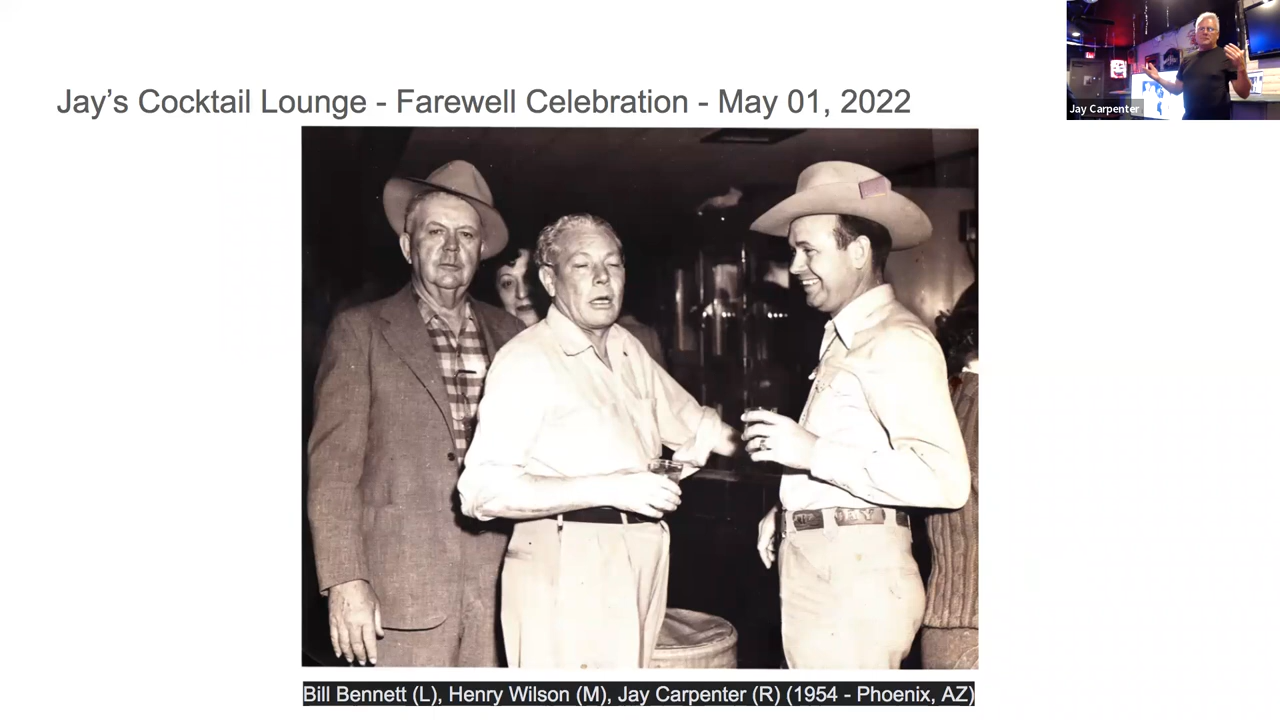 Jay Carpenter
Jay’s Cocktail Lounge - Farewell Celebration - May 01, 2022
Bill Bennett (L), Henry Wilson (M), Jay Carpenter (R) (1954 - Phoenix, AZ)